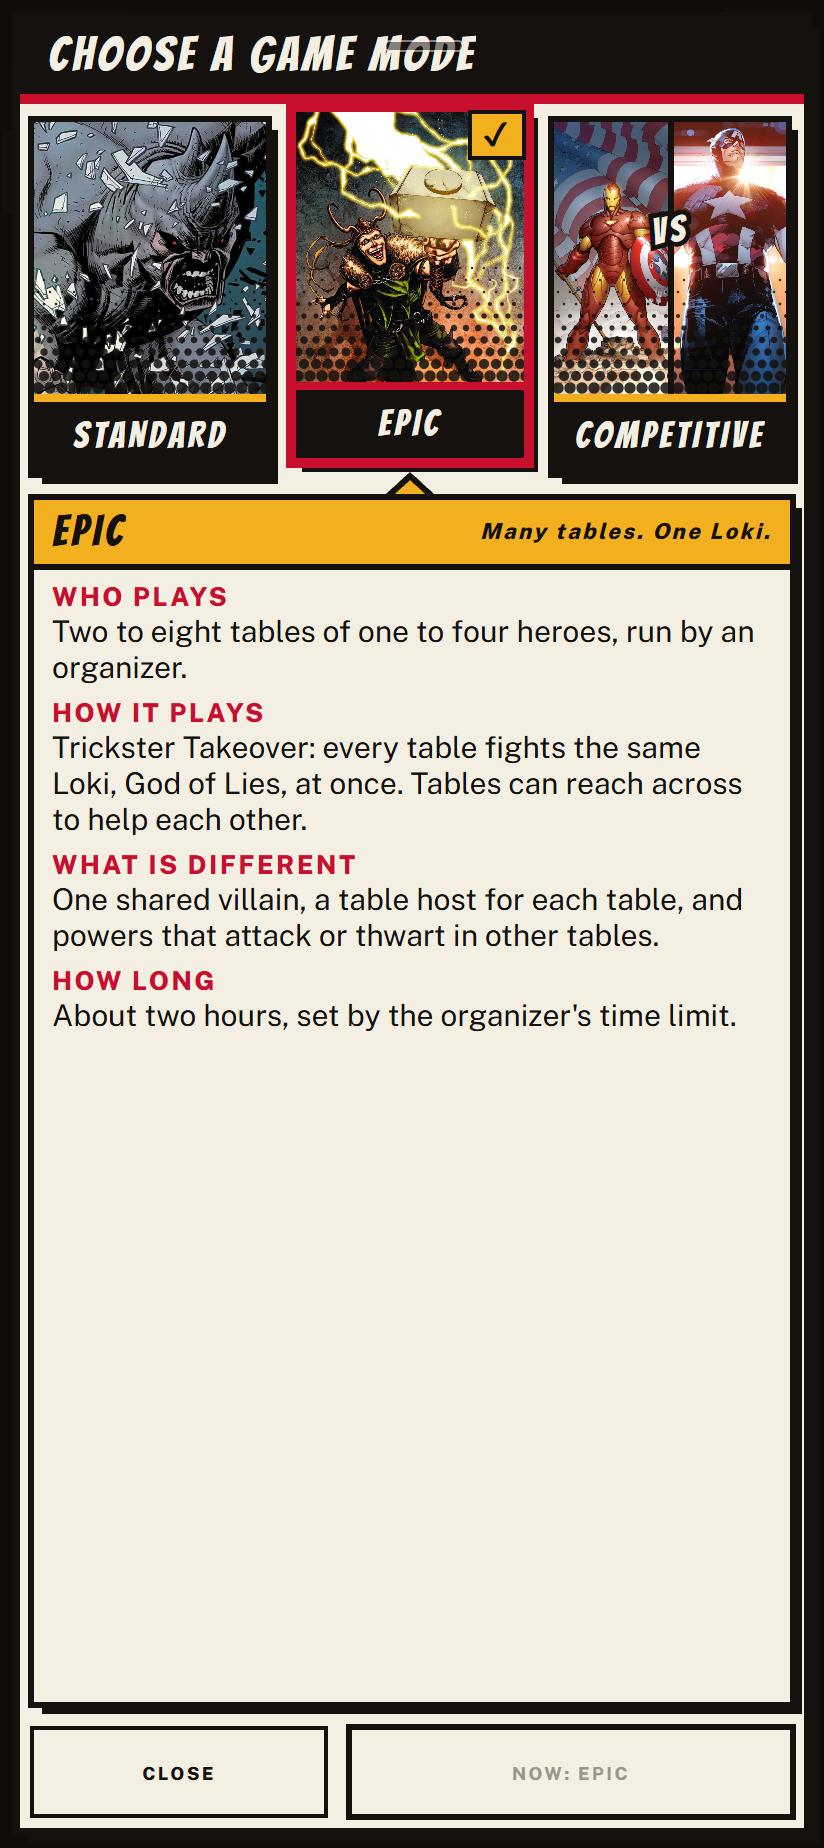 CHOOSE A GAME MODE
VS
STANDARD
EPIC
COMPETITIVE
EPIC
Many tables. One Loki.
WHO PLAYS
Two to eight tables of one to four heroes, run by an
organizer.
HOW IT PLAYS
Trickster Takeover: every table fights the same
Loki, God of Lies, at once. Tables can reach across
to help each other.
WHAT IS DIFFERENT
One shared villain, a table host for each table, and
powers that attack or thwart in other tables.
HOW LONG
About two hours, set by the organizer's time limit.
CLOSE
NOW: EPIC